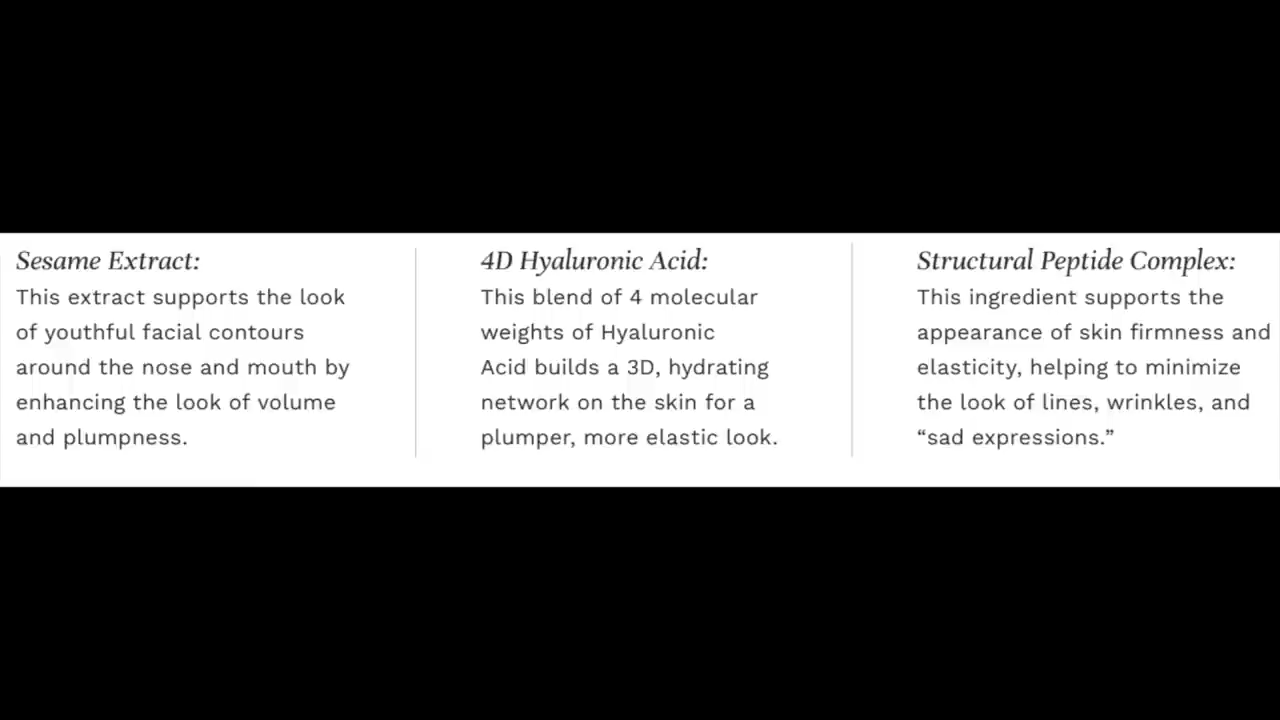 Sesame Extract:
This extract supports the look
of youthful facial contours
around the nose and mouth by
enhancing the look of volume
and plumpness.
4D Hyaluronic Acid:
This blend of 4 molecular
weights of Hyaluronic
Acid builds a 3D, hydrating
network on the skin for a
plumper, more elastic look.
Structural Peptide Complex:
This ingredient supports the
appearance of skin firmness and
elasticity, helping to minimize
the look of lines, wrinkles, and
“sad expressions.”